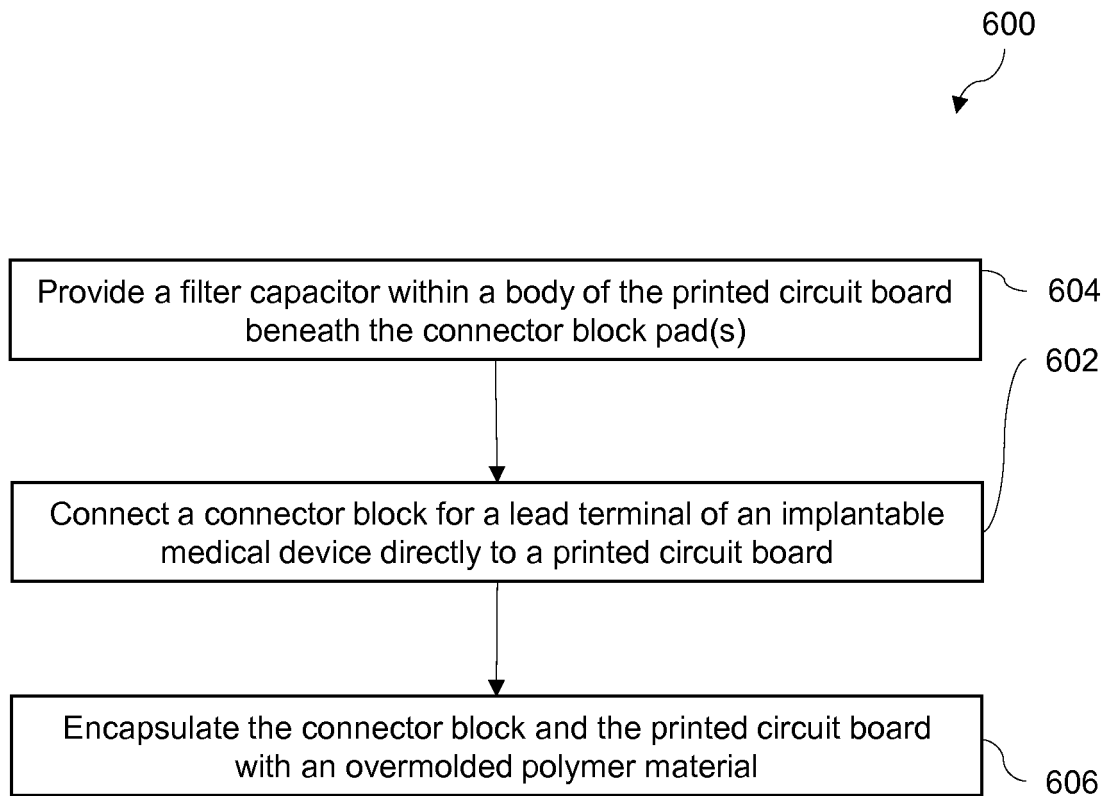 600
Provide a filter capacitor within a body of the printed circuit board
beneath the connector block pad(s)
604
602
Connect a connector block for a lead terminal of an implantable
medical device directly to a printed circuit board
Encapsulate the connector block and the printed circuit board
with an overmolded polymer material
606